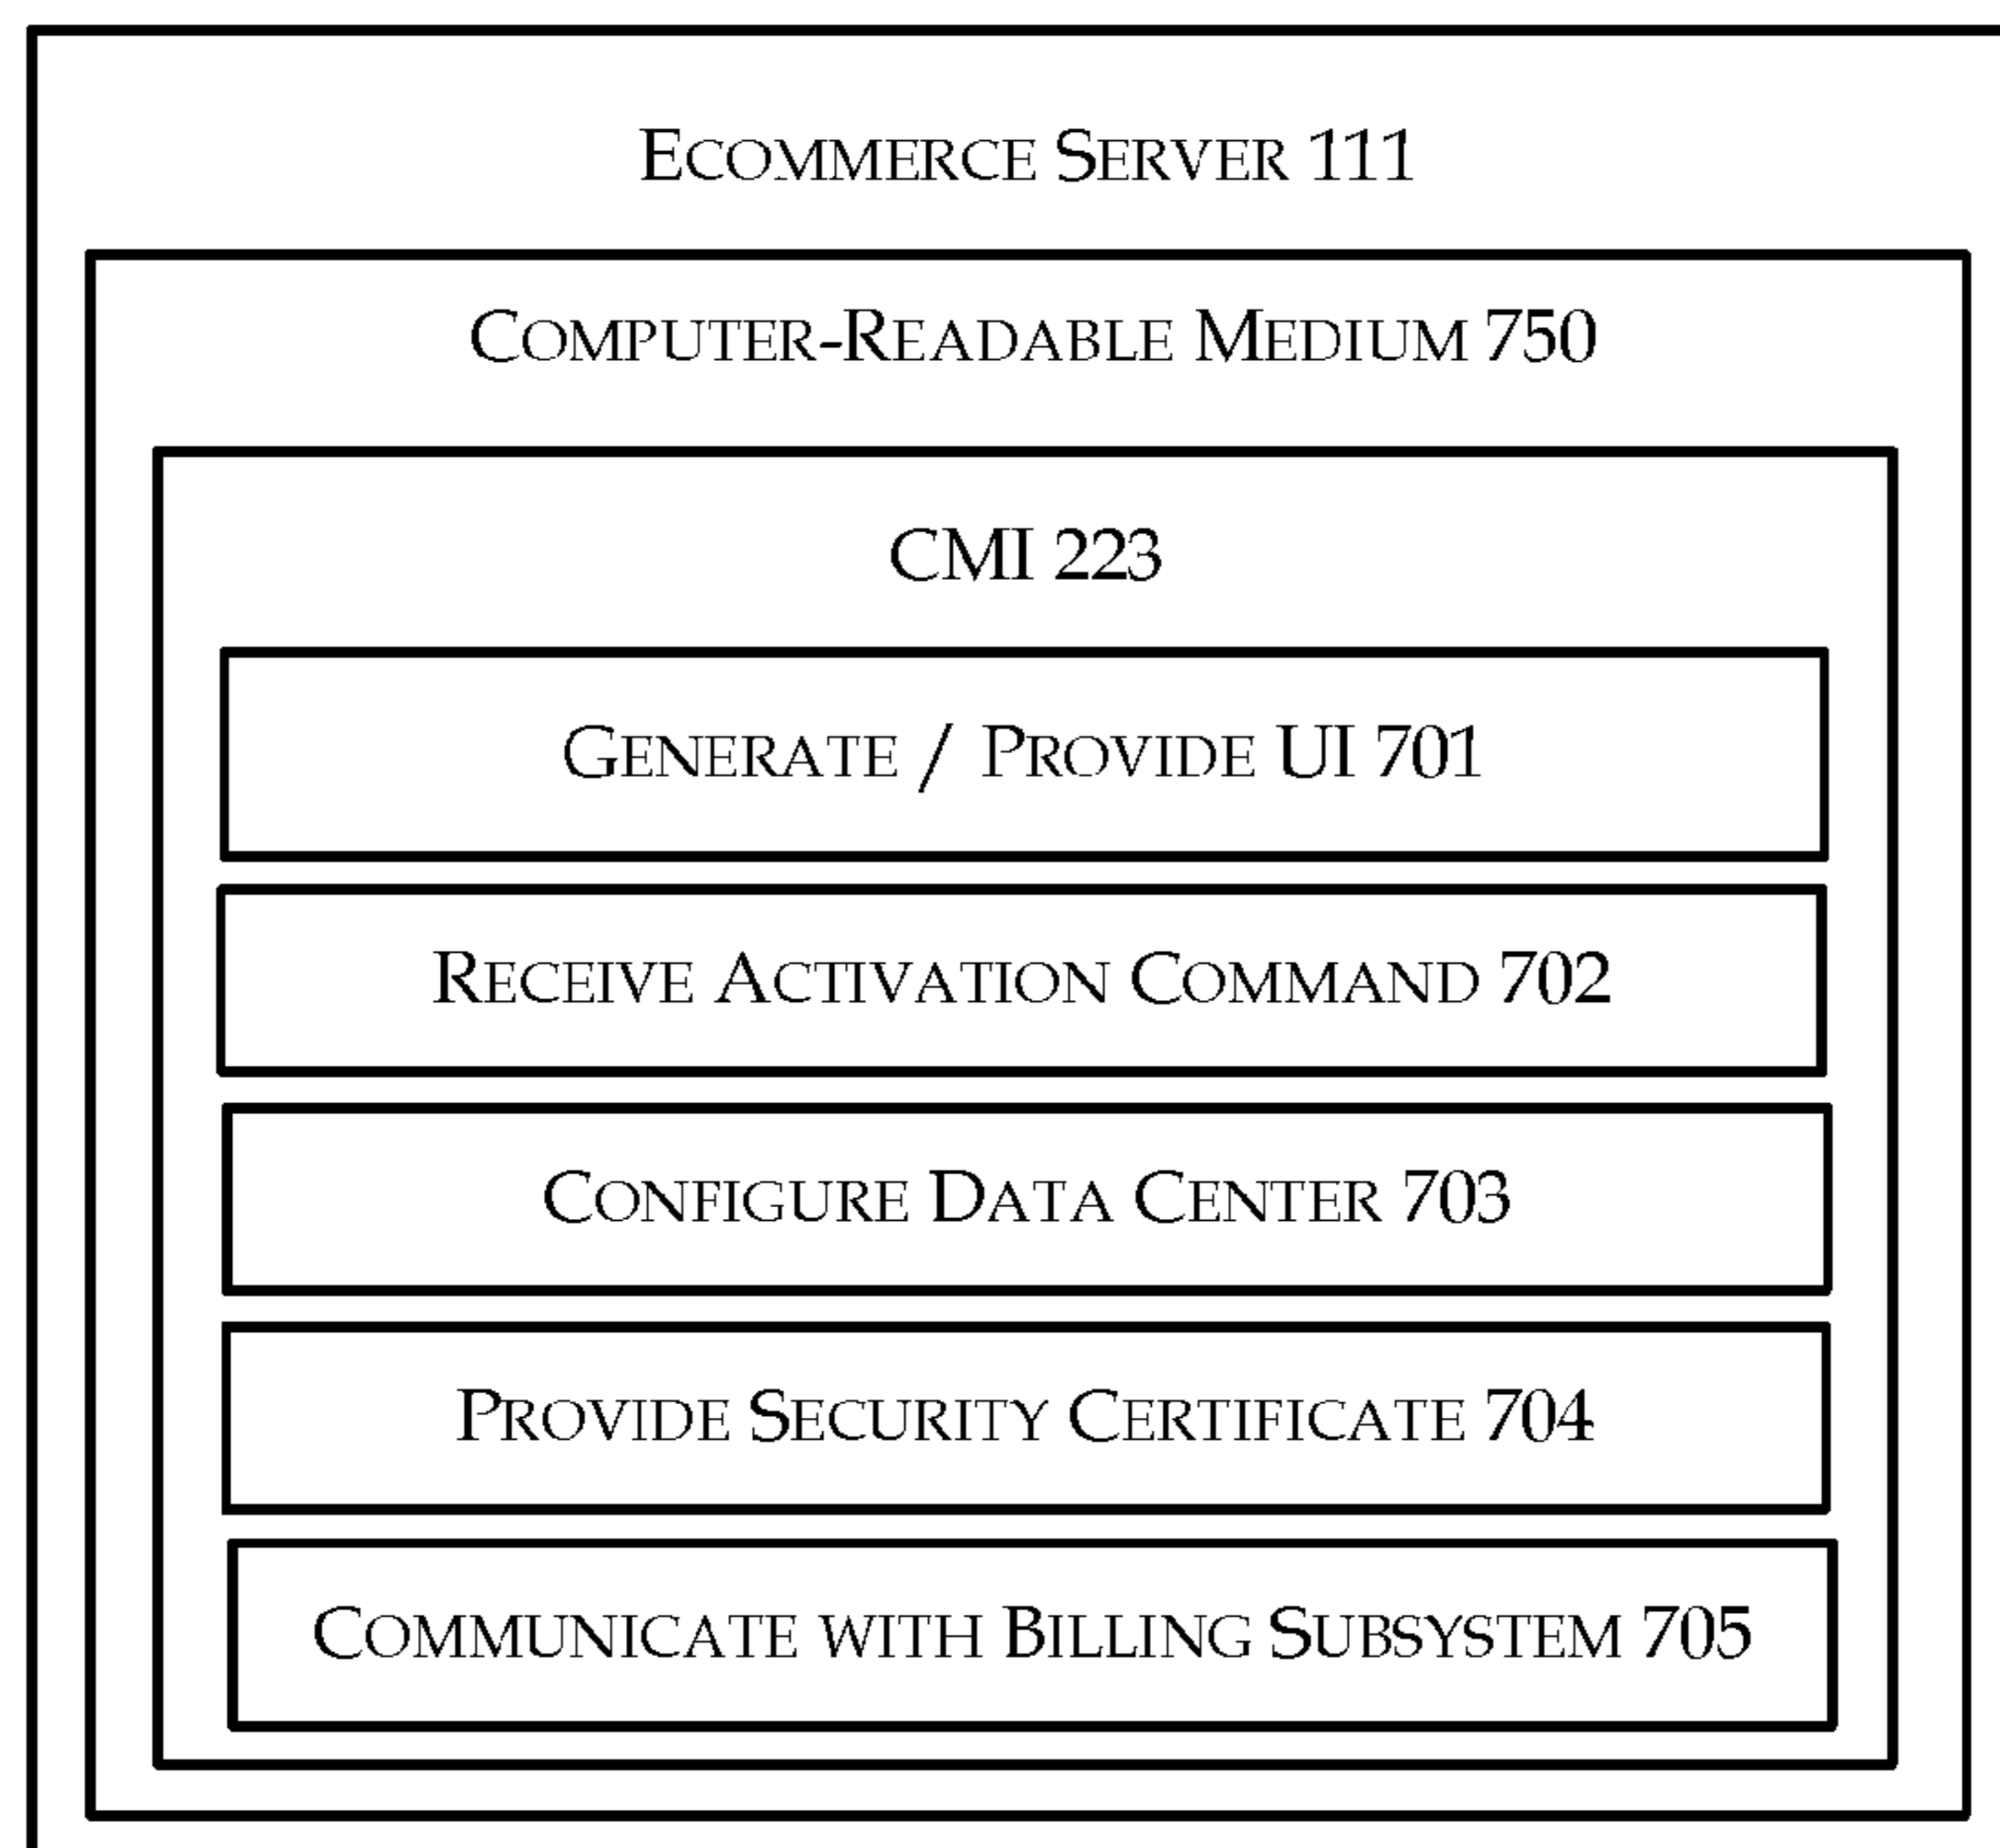 Ecommerce Server 111
Computer-Readable Medium 750
CMI 223
Generate / Provide UI 701
Receive Activation Command 702
Configure Data Center 703
Provide Security Certificate 704
Communicate with Billing Subsystem 705